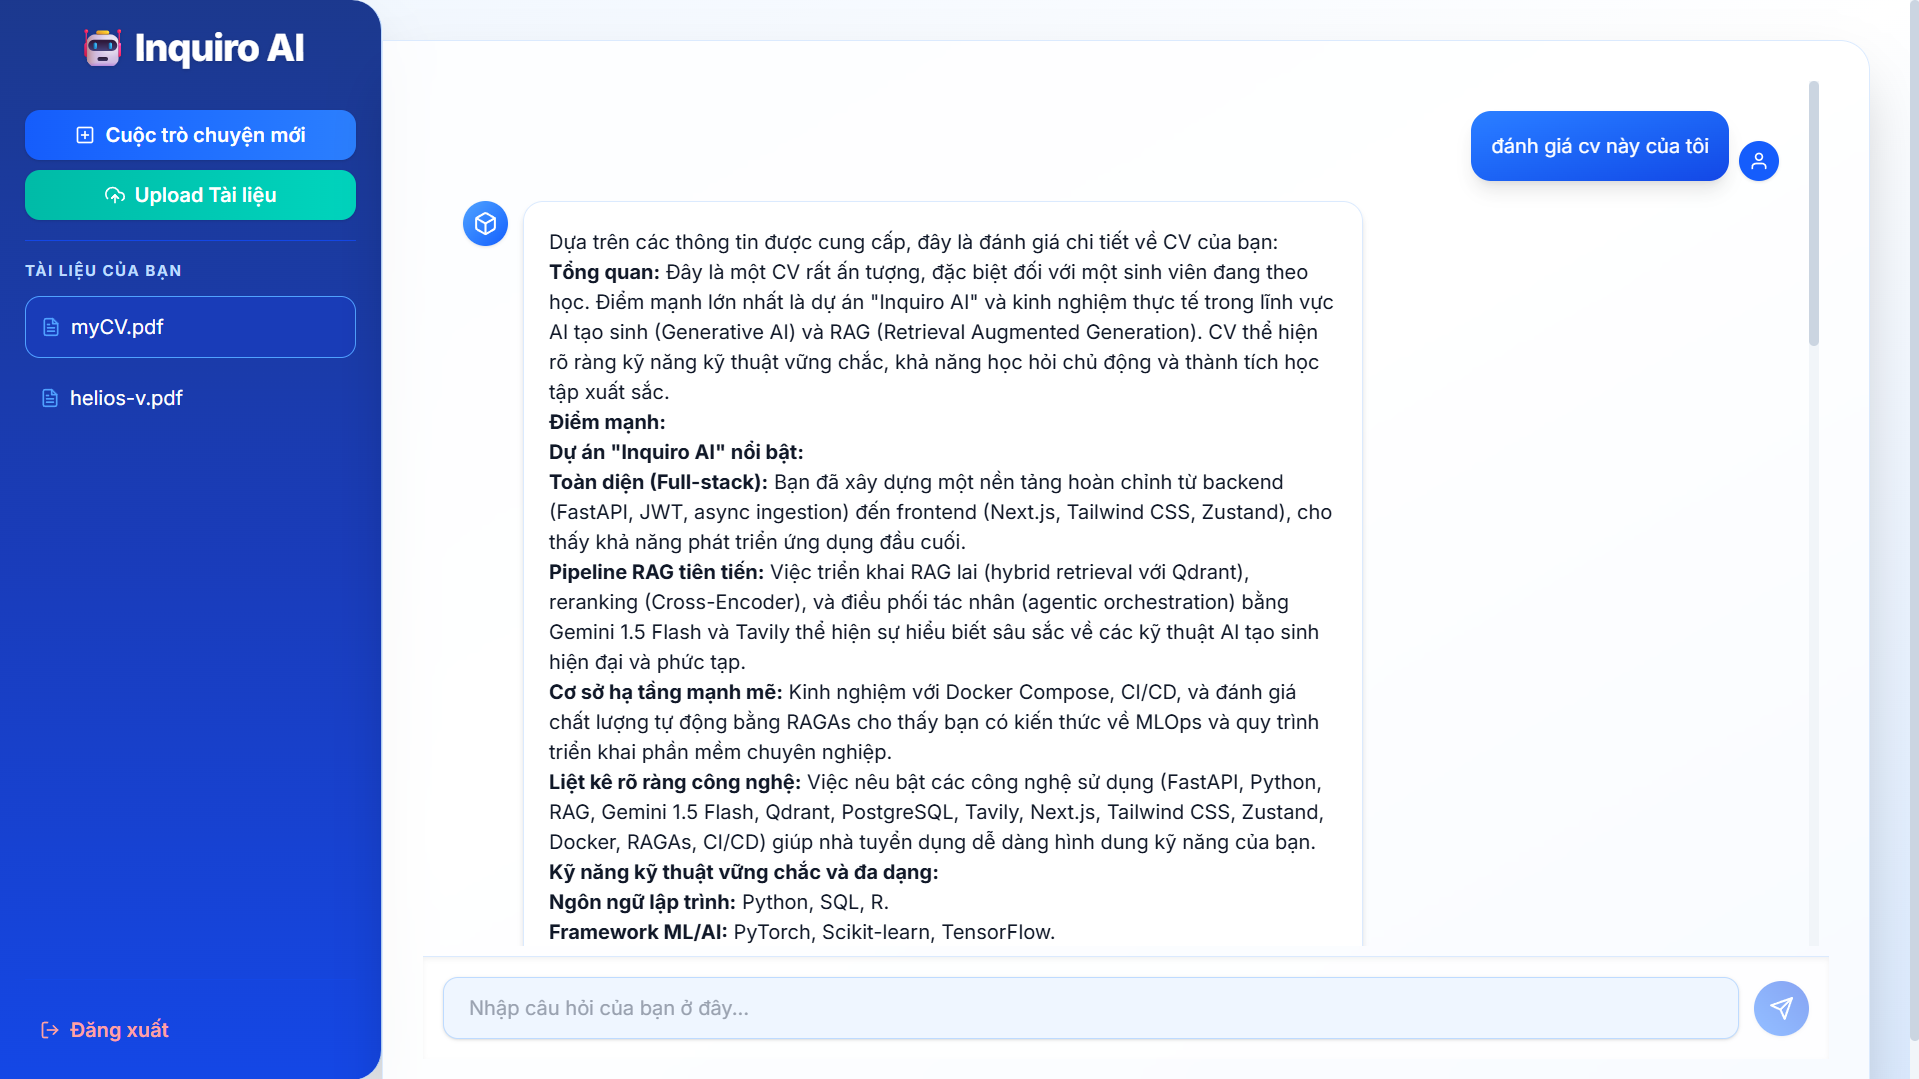 Inquiro AI
Cuộc trò chuyện mới
Upload Tài liệu
TÀI LIỆU CỦA BẠN
myCV.pdf
helios-v.pdf
Đăng xuất
đánh giá cv này của tôi
Dựa trên các thông tin được cung cấp, đây là đánh giá chi tiết về CV của bạn:
Tổng quan: Đây là một CV rất ấn tượng, đặc biệt đối với một sinh viên đang theo
học. Điểm mạnh lớn nhất là dự án "Inquiro AI" và kinh nghiệm thực tế trong lĩnh vực
AI tạo sinh (Generative AI) và RAG (Retrieval Augmented Generation). CV thể hiện
rõ ràng kỹ năng kỹ thuật vững chắc, khả năng học hỏi chủ động và thành tích học
tập xuất sắc.
Điểm mạnh:
Dự án "Inquiro AI" nổi bật:
Toàn diện (Full-stack): Bạn đã xây dựng một nền tảng hoàn chỉnh từ backend
(FastAPI, JWT, async ingestion) đến frontend (Next.js, Tailwind CSS, Zustand), cho
thấy khả năng phát triển ứng dụng đầu cuối.
Pipeline RAG tiên tiến: Việc triển khai RAG lai (hybrid retrieval với Qdrant),
reranking (Cross-Encoder), và điều phối tác nhân (agentic orchestration) bằng
Gemini 1.5 Flash và Tavily thể hiện sự hiểu biết sâu sắc về các kỹ thuật AI tạo sinh
hiện đại và phức tạp.
Cơ sở hạ tầng mạnh mẽ: Kinh nghiệm với Docker Compose, CI/CD, và đánh giá
chất lượng tự động bằng RAGAs cho thấy bạn có kiến thức về MLOps và quy trình
triển khai phần mềm chuyên nghiệp.
Liệt kê rõ ràng công nghệ: Việc nêu bật các công nghệ sử dụng (FastAPI, Python,
RAG, Gemini 1.5 Flash, Qdrant, PostgreSQL, Tavily, Next.js, Tailwind CSS, Zustand,
Docker, RAGAs, CI/CD) giúp nhà tuyển dụng dễ dàng hình dung kỹ năng của bạn.
Kỹ năng kỹ thuật vững chắc và đa dạng:
Ngôn ngữ lập trình: Python, SQL, R.
Framework ML/AI: PyTorch, Scikit-learn, TensorFlow.
Nhập câu hỏi của bạn ở đây...